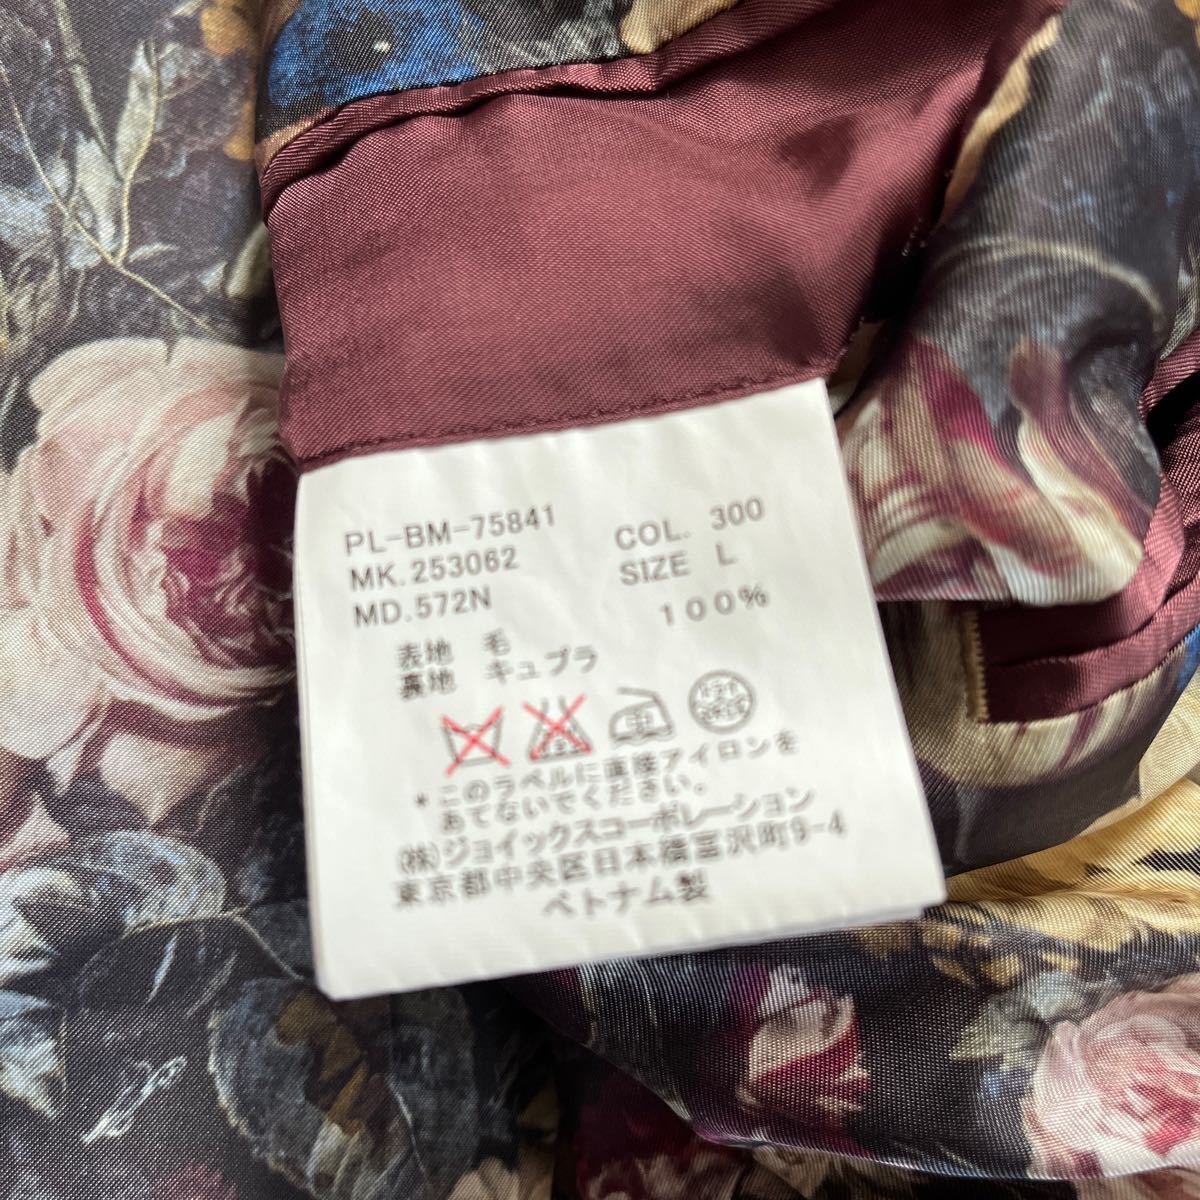 PL-BM-75841 COL. 300
MK.253062 SIZE L
MD.572N 100%
表地 毛
裏地 キュプラ
ドライ
*このラベルに直接アイロンを
あてないでください。
(株)ジョイックスコーポレーション
東京都中央区日本橋富沢町9-4
ベトナム製